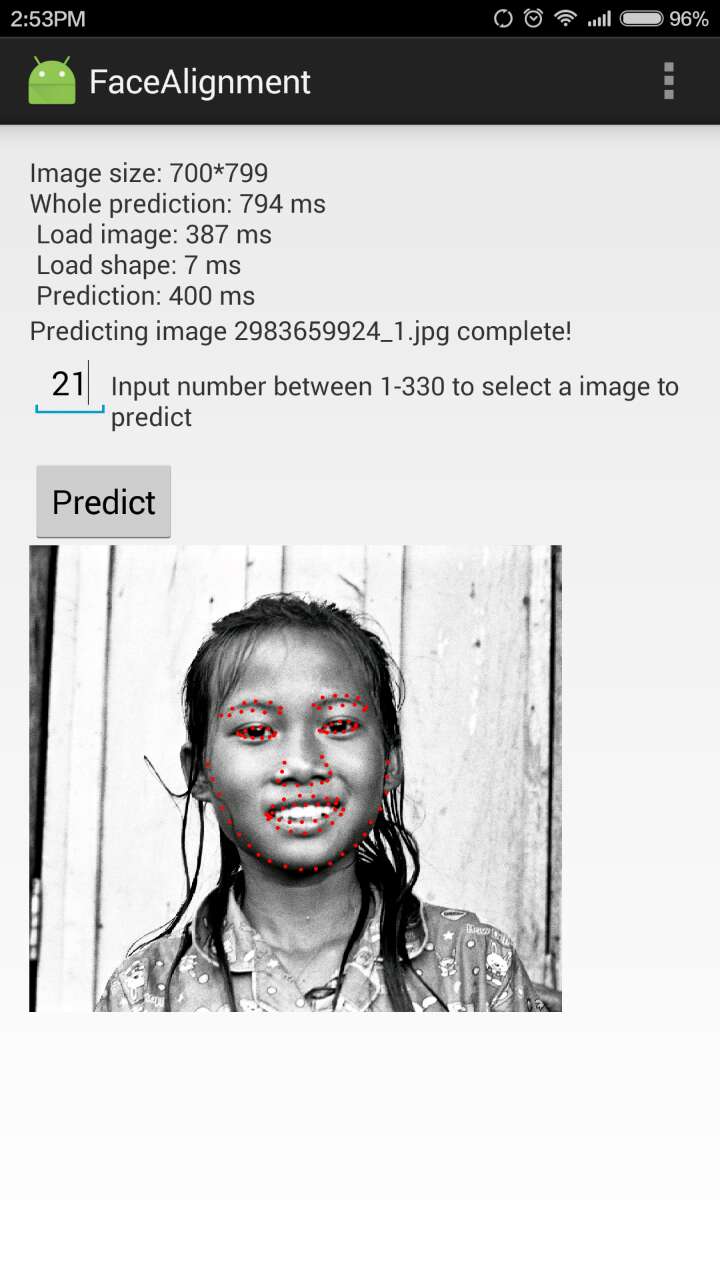 2:53PM 96%
FaceAlignment
Image size: 700*799
Whole prediction: 794 ms
Load image: 387 ms
Load shape: 7 ms
Prediction: 400 ms
Predicting image 2983659924_1.jpg complete!
21 Input number between 1-330 to select a image to
predict
Predict